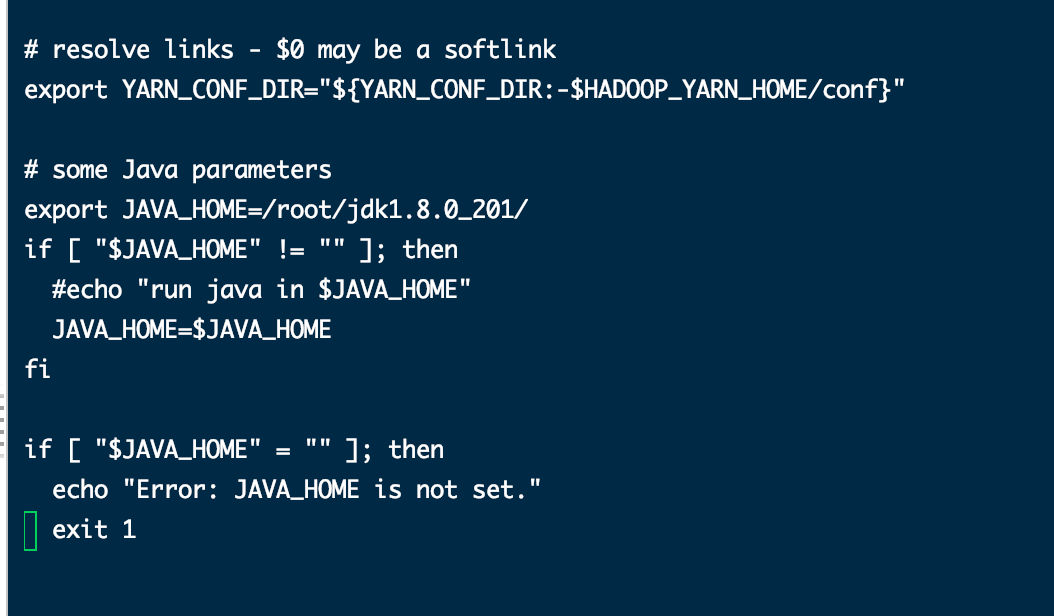 # resolve links - $0 may be a softlink
export YARN_CONF_DIR="${YARN_CONF_DIR:-$HADOOP_YARN_HOME/conf}"
# some Java parameters
export JAVA_HOME=/root/jdk1.8.0_201/
if [ "$JAVA_HOME" != "" ]; then
  #echo "run java in $JAVA_HOME"
  JAVA_HOME=$JAVA_HOME
fi
if [ "$JAVA_HOME" = "" ]; then
  echo "Error: JAVA_HOME is not set."
  exit 1